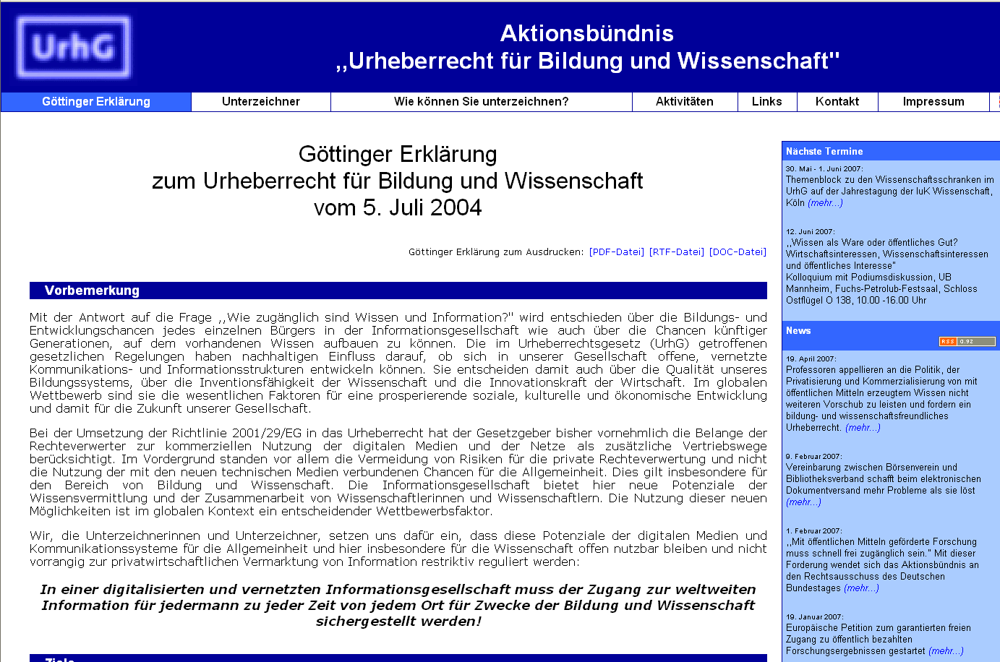 UrhG
Aktionsbündnis
,,Urheberrecht für Bildung und Wissenschaft"
Göttinger Erklärung
Unterzeichner
Wie können Sie unterzeichnen?
Aktivitäten
Links
Kontakt
Impressum
Göttinger Erklärung
zum Urheberrecht für Bildung und Wissenschaft
vom 5. Juli 2004
Göttinger Erklärung zum Ausdrucken: [PDF-Datei] [RTF-Datei] [DOC-Datei]
Vorbemerkung
Mit der Antwort auf die Frage ,,Wie zugänglich sind Wissen und Information?" wird entschieden über die Bildungs- und
Entwicklungschancen jedes einzelnen Bürgers in der Informationsgesellschaft wie auch über die Chancen künftiger
Generationen, auf dem vorhandenen Wissen aufbauen zu können. Die im Urheberrechtsgesetz (UrhG) getroffenen
gesetzlichen Regelungen haben nachhaltigen Einfluss darauf, ob sich in unserer Gesellschaft offene, vernetzte
Kommunikations- und Informationsstrukturen entwickeln können. Sie entscheiden damit auch über die Qualität unseres
Bildungssystems, über die Inventionsfähigkeit der Wissenschaft und die Innovationskraft der Wirtschaft. Im globalen
Wettbewerb sind sie die wesentlichen Faktoren für eine prosperierende soziale, kulturelle und ökonomische Entwicklung
und damit für die Zukunft unserer Gesellschaft.
Bei der Umsetzung der Richtlinie 2001/29/EG in das Urheberrecht hat der Gesetzgeber bisher vornehmlich die Belange der
Rechteverwerter zur kommerziellen Nutzung der digitalen Medien und der Netze als zusätzliche Vertriebswege
berücksichtigt. Im Vordergrund standen vor allem die Vermeidung von Risiken für die private Rechteverwertung und nicht
die Nutzung der mit den neuen technischen Medien verbundenen Chancen für die Allgemeinheit. Dies gilt insbesondere für
den Bereich von Bildung und Wissenschaft. Die Informationsgesellschaft bietet hier neue Potenziale der
Wissensvermittlung und der Zusammenarbeit von Wissenschaftlerinnen und Wissenschaftlern. Die Nutzung dieser neuen
Möglichkeiten ist im globalen Kontext ein entscheidender Wettbewerbsfaktor.
Wir, die Unterzeichnerinnen und Unterzeichner, setzen uns dafür ein, dass diese Potenziale der digitalen Medien und
Kommunikationssysteme für die Allgemeinheit und hier insbesondere für die Wissenschaft offen nutzbar bleiben und nicht
vorrangig zur privatwirtschaftlichen Vermarktung von Information restriktiv reguliert werden:
In einer digitalisierten und vernetzten Informationsgesellschaft muss der Zugang zur weltweiten
Information für jedermann zu jeder Zeit von jedem Ort für Zwecke der Bildung und Wissenschaft
sichergestellt werden!
Ziele
Nächste Termine
30. Mai - 1. Juni 2007:
Themenblock zu den Wissenschaftsschranken im
UrhG auf der Jahrestagung der IuK Wissenschaft,
Köln (mehr...)
12. Juni 2007:
,,Wissen als Ware oder öffentliches Gut?
Wirtschaftsinteressen, Wissenschaftsinteressen
und öffentliches Interesse"
Kolloquium mit Podiumsdiskussion, UB
Mannheim, Fuchs-Petrolub-Festsaal, Schloss
Ostflügel O 138, 10.00 -16.00 Uhr
News
RSS 0.92
19. April 2007:
Professoren appellieren an die Politik, der
Privatisierung und Kommerzialisierung von mit
öffentlichen Mitteln erzeugtem Wissen nicht
weiteren Vorschub zu leisten und fordern ein
bildung- und wissenschaftsfreundliches
Urheberrecht. (mehr...)
9. Februar 2007:
Vereinbarung zwischen Börsenverein und
Bibliotheksverband schafft beim elektronischen
Dokumentversand mehr Probleme als sie löst
(mehr...)
1. Februar 2007:
,,Mit öffentlichen Mitteln geförderte Forschung
muss schnell frei zugänglich sein." Mit dieser
Forderung wendet sich das Aktionsbündnis an
den Rechtsausschuss des Deutschen
Bundestages (mehr...)
19. Januar 2007:
Europäische Petition zum garantierten freien
Zugang zu öffentlich bezahlten
Forschungsergebnissen gestartet (mehr...)